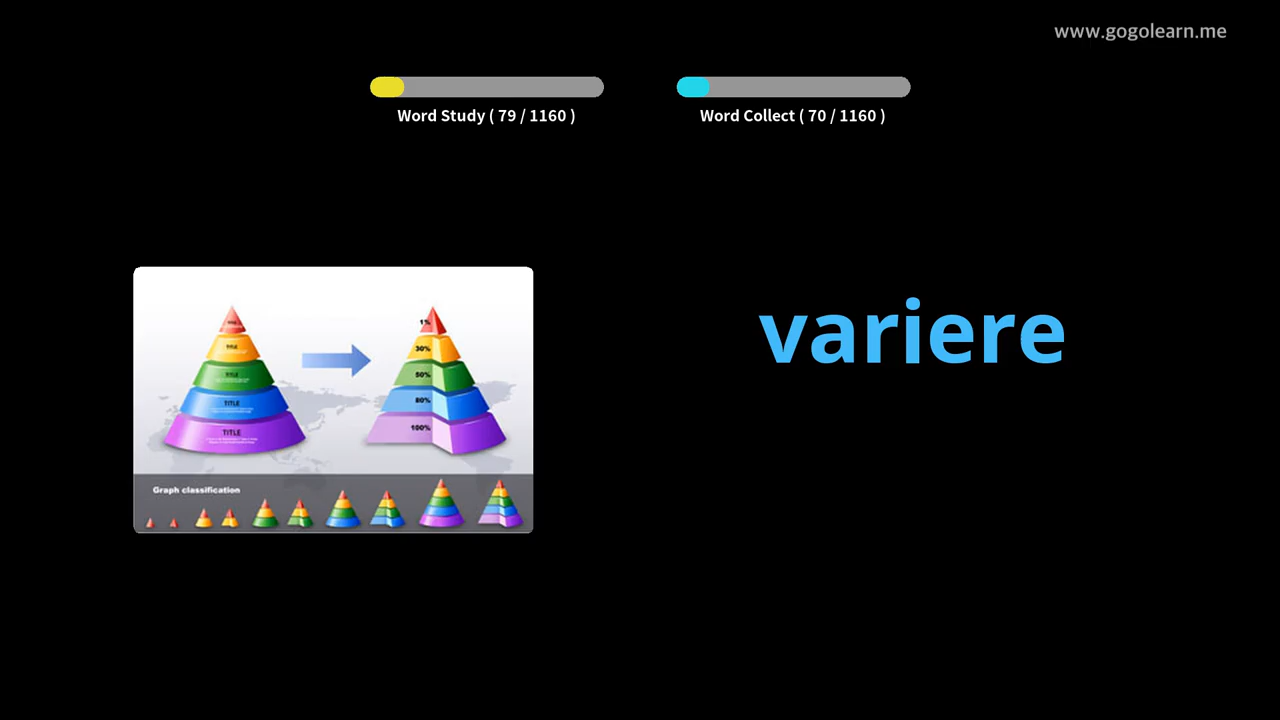 www.gogolearn.me
Word Study ( 79 / 1160 )
Word Collect ( 70 / 1160 )
variere
TITLE
TITLE
TITLE
TITLE
1%
30%
50%
80%
100%
Graph classification